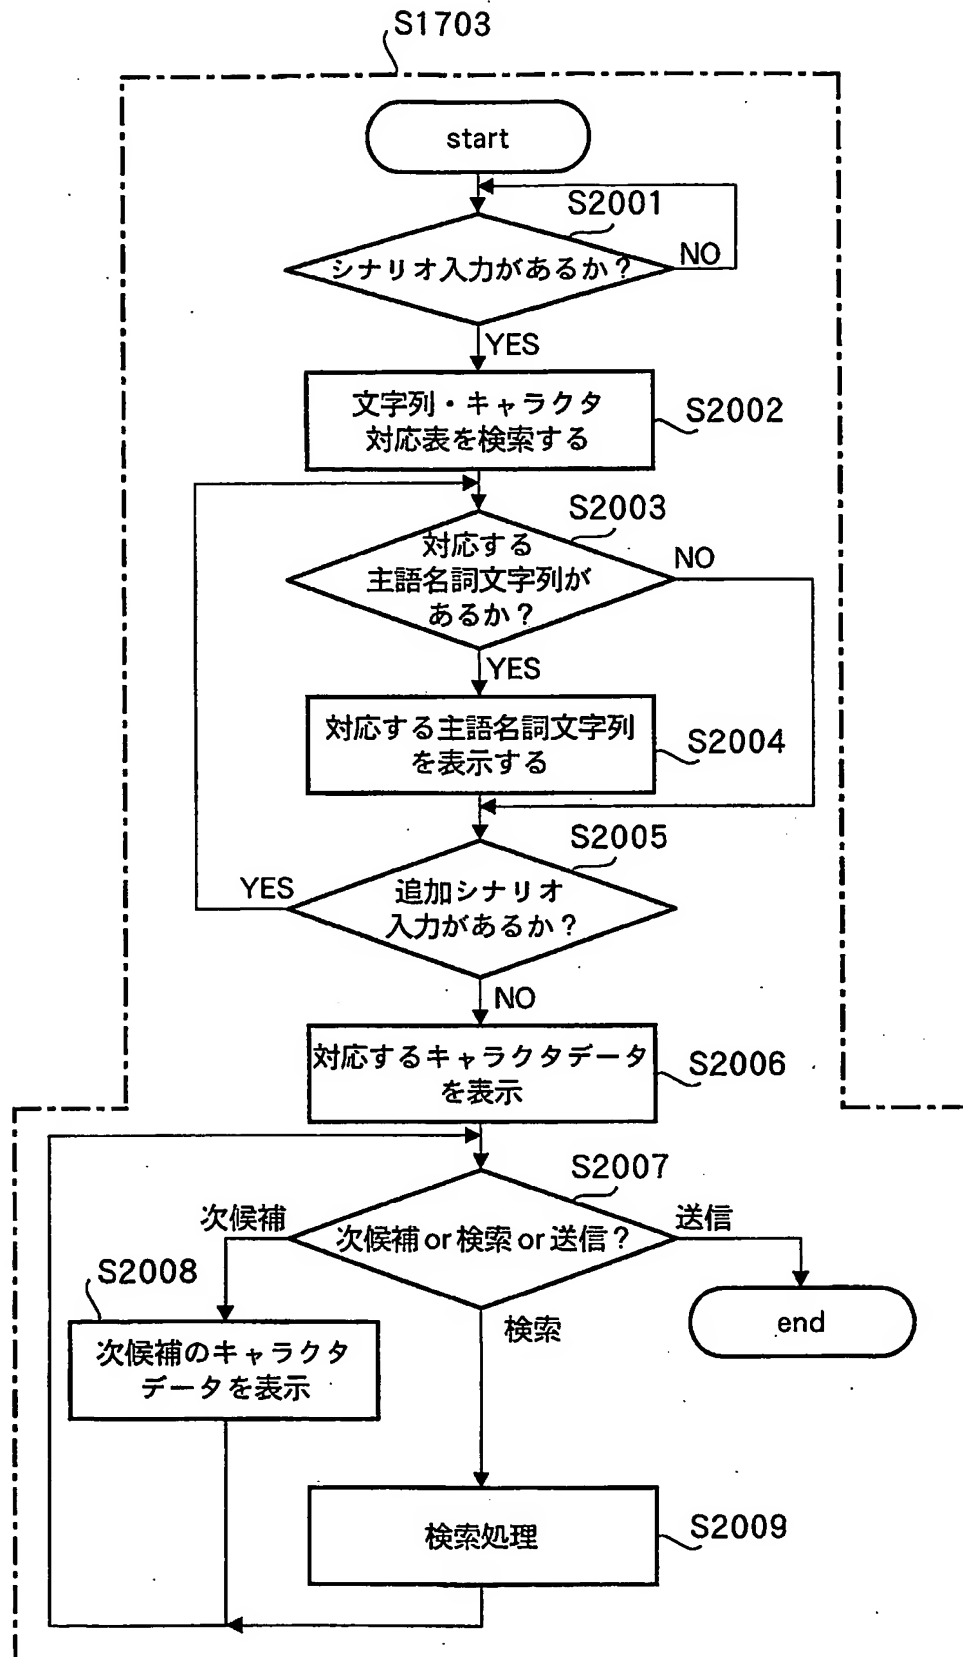 S1703
start
S2001
シナリオ入力があるか？
NO
YES
文字列・キャラクタ
対応表を検索する
S2002
S2003
対応する
主語名詞文字列が
あるか？
NO
YES
対応する主語名詞文字列
を表示する
S2004
S2005
YES
追加シナリオ
入力があるか？
NO
対応するキャラクタデータ
を表示
S2006
S2007
次候補
次候補or検索or送信？
送信
S2008
検索
end
次候補のキャラクタ
データを表示
検索処理
S2009